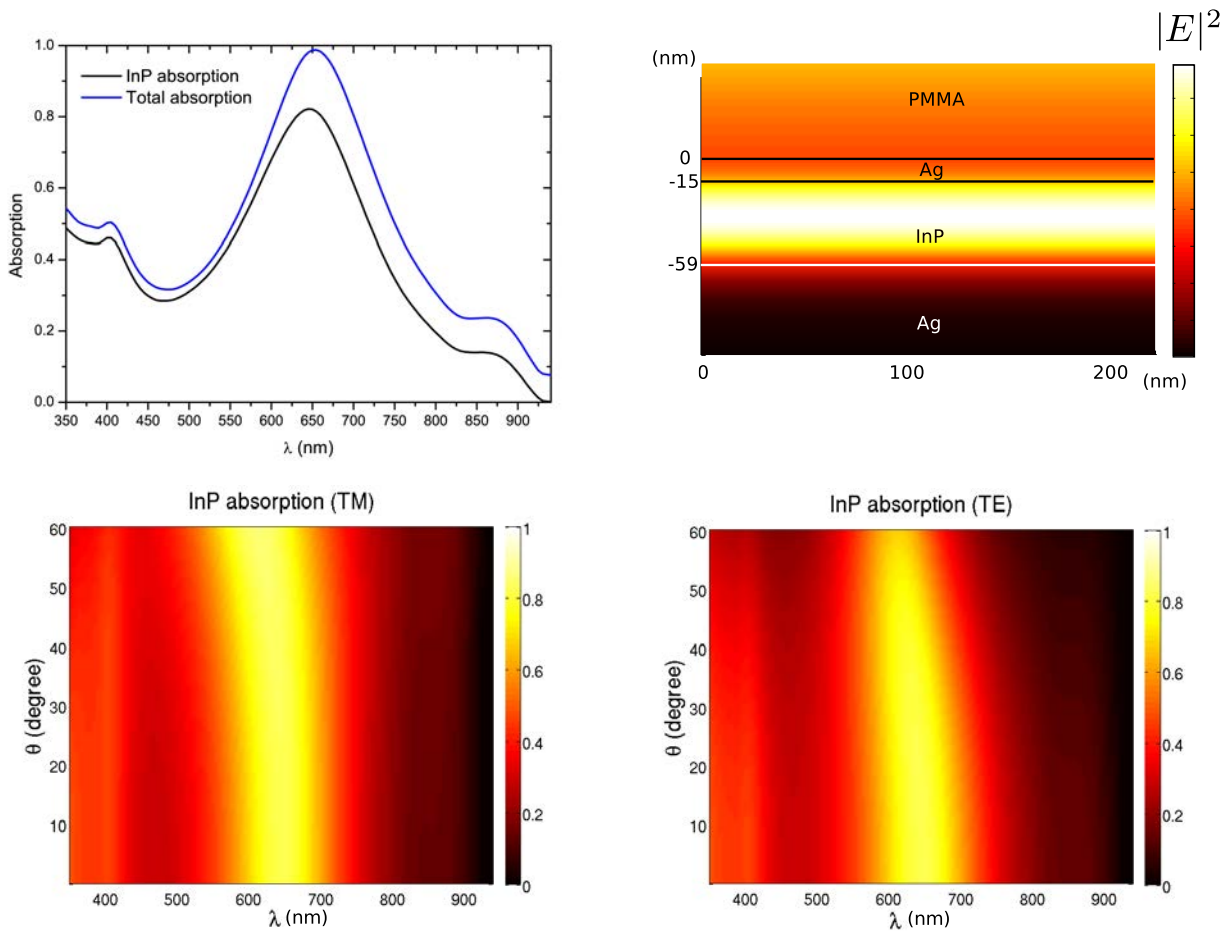 InP absorption
Total absorption
Absorption
1.0
0.8
0.6
0.4
0.2
0.0
350 400 450 500 550 600 650 700 750 800 850 900
λ (nm)
|E|²
(nm)
PMMA
0
Ag
-15
InP
-59
Ag
0 100 200
(nm)
InP absorption (TM)
θ (degree)
60
50
40
30
20
10
400 500 600 700 800 900
λ (nm)
1
0.8
0.6
0.4
0.2
0
InP absorption (TE)
θ (degree)
60
50
40
30
20
10
400 500 600 700 800 900
λ (nm)
1
0.8
0.6
0.4
0.2
0